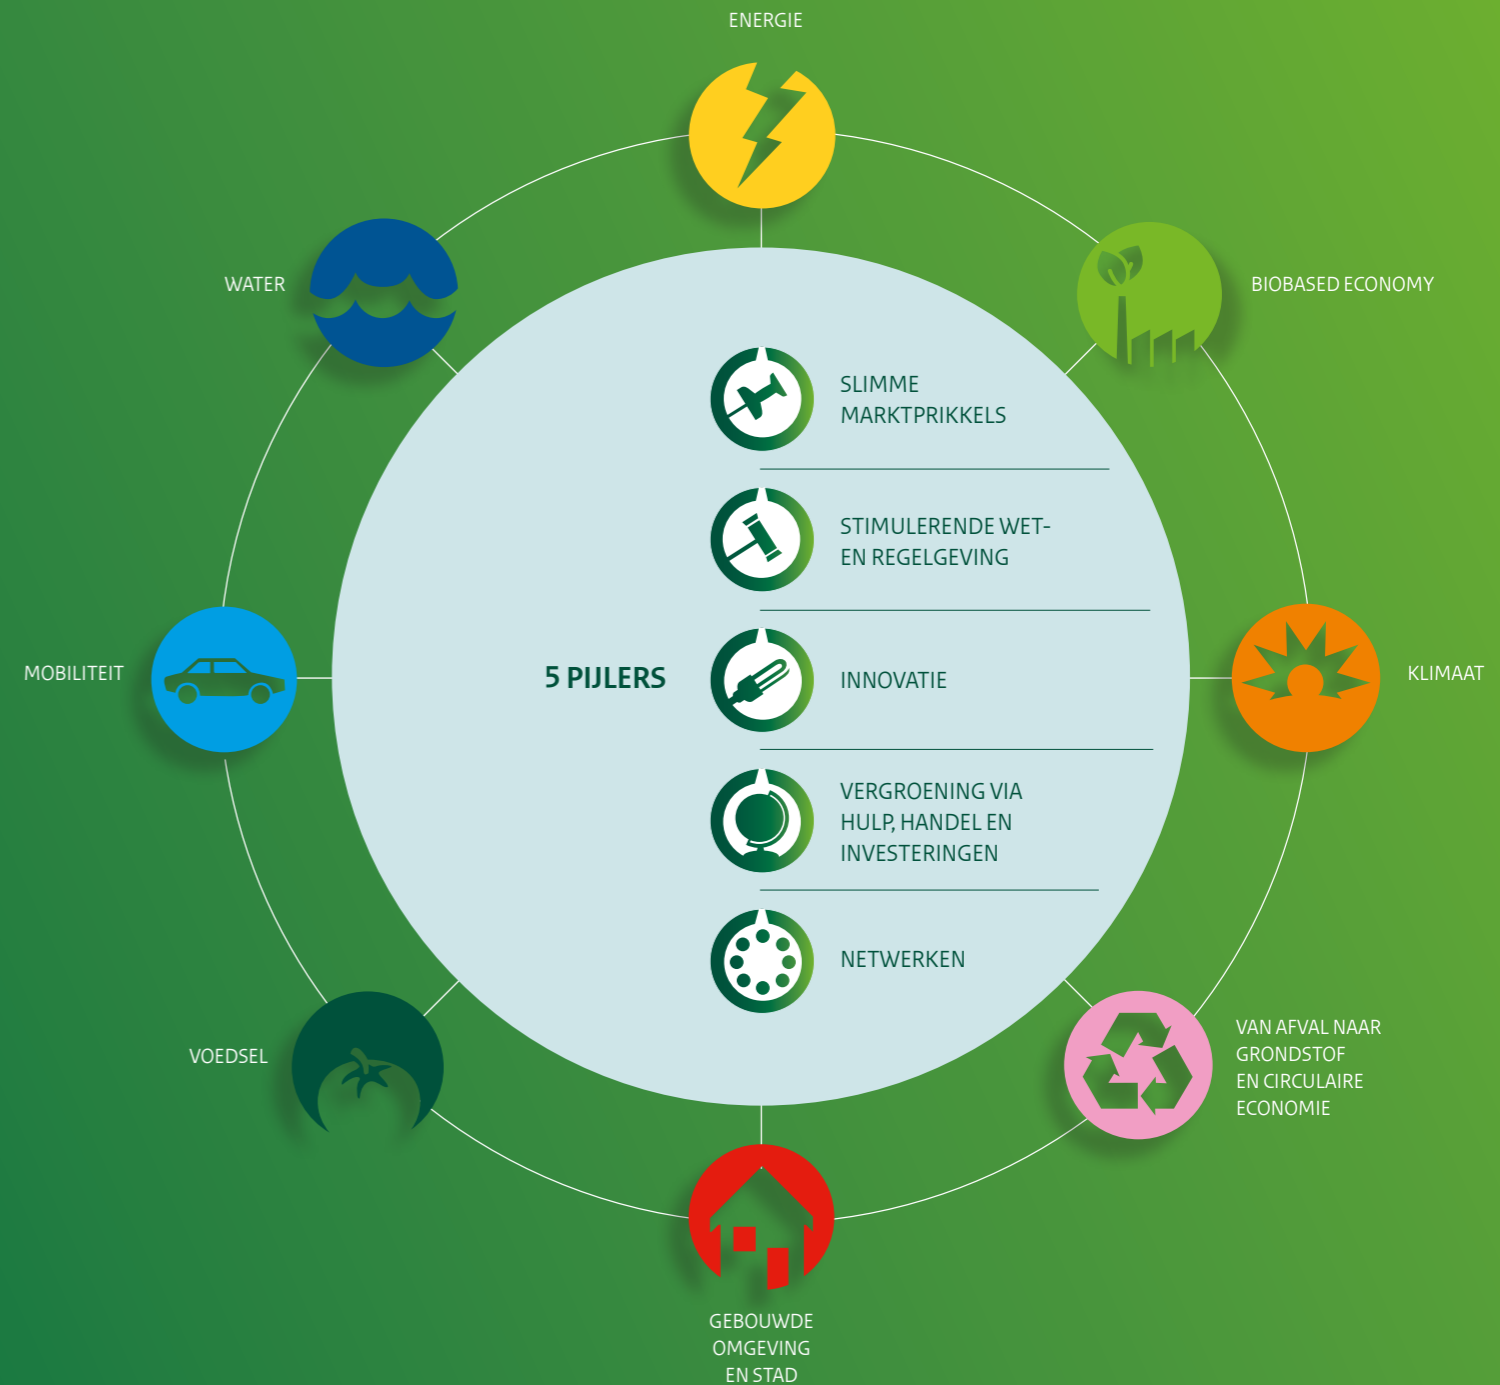 ENERGIE
WATER
BIOBASED ECONOMY
SLIMME
MARKTPRIKKELS
STIMULERENDE WET-
EN REGELGEVING
MOBILITEIT
5 PIJLERS
INNOVATIE
KLIMAAT
VERGROENING VIA
HULP, HANDEL EN
INVESTERINGEN
NETWERKEN
VOEDSEL
VAN AFVAL NAAR
GRONDSTOF
EN CIRCULAIRE
ECONOMIE
GEBOUWDE
OMGEVING
EN STAD